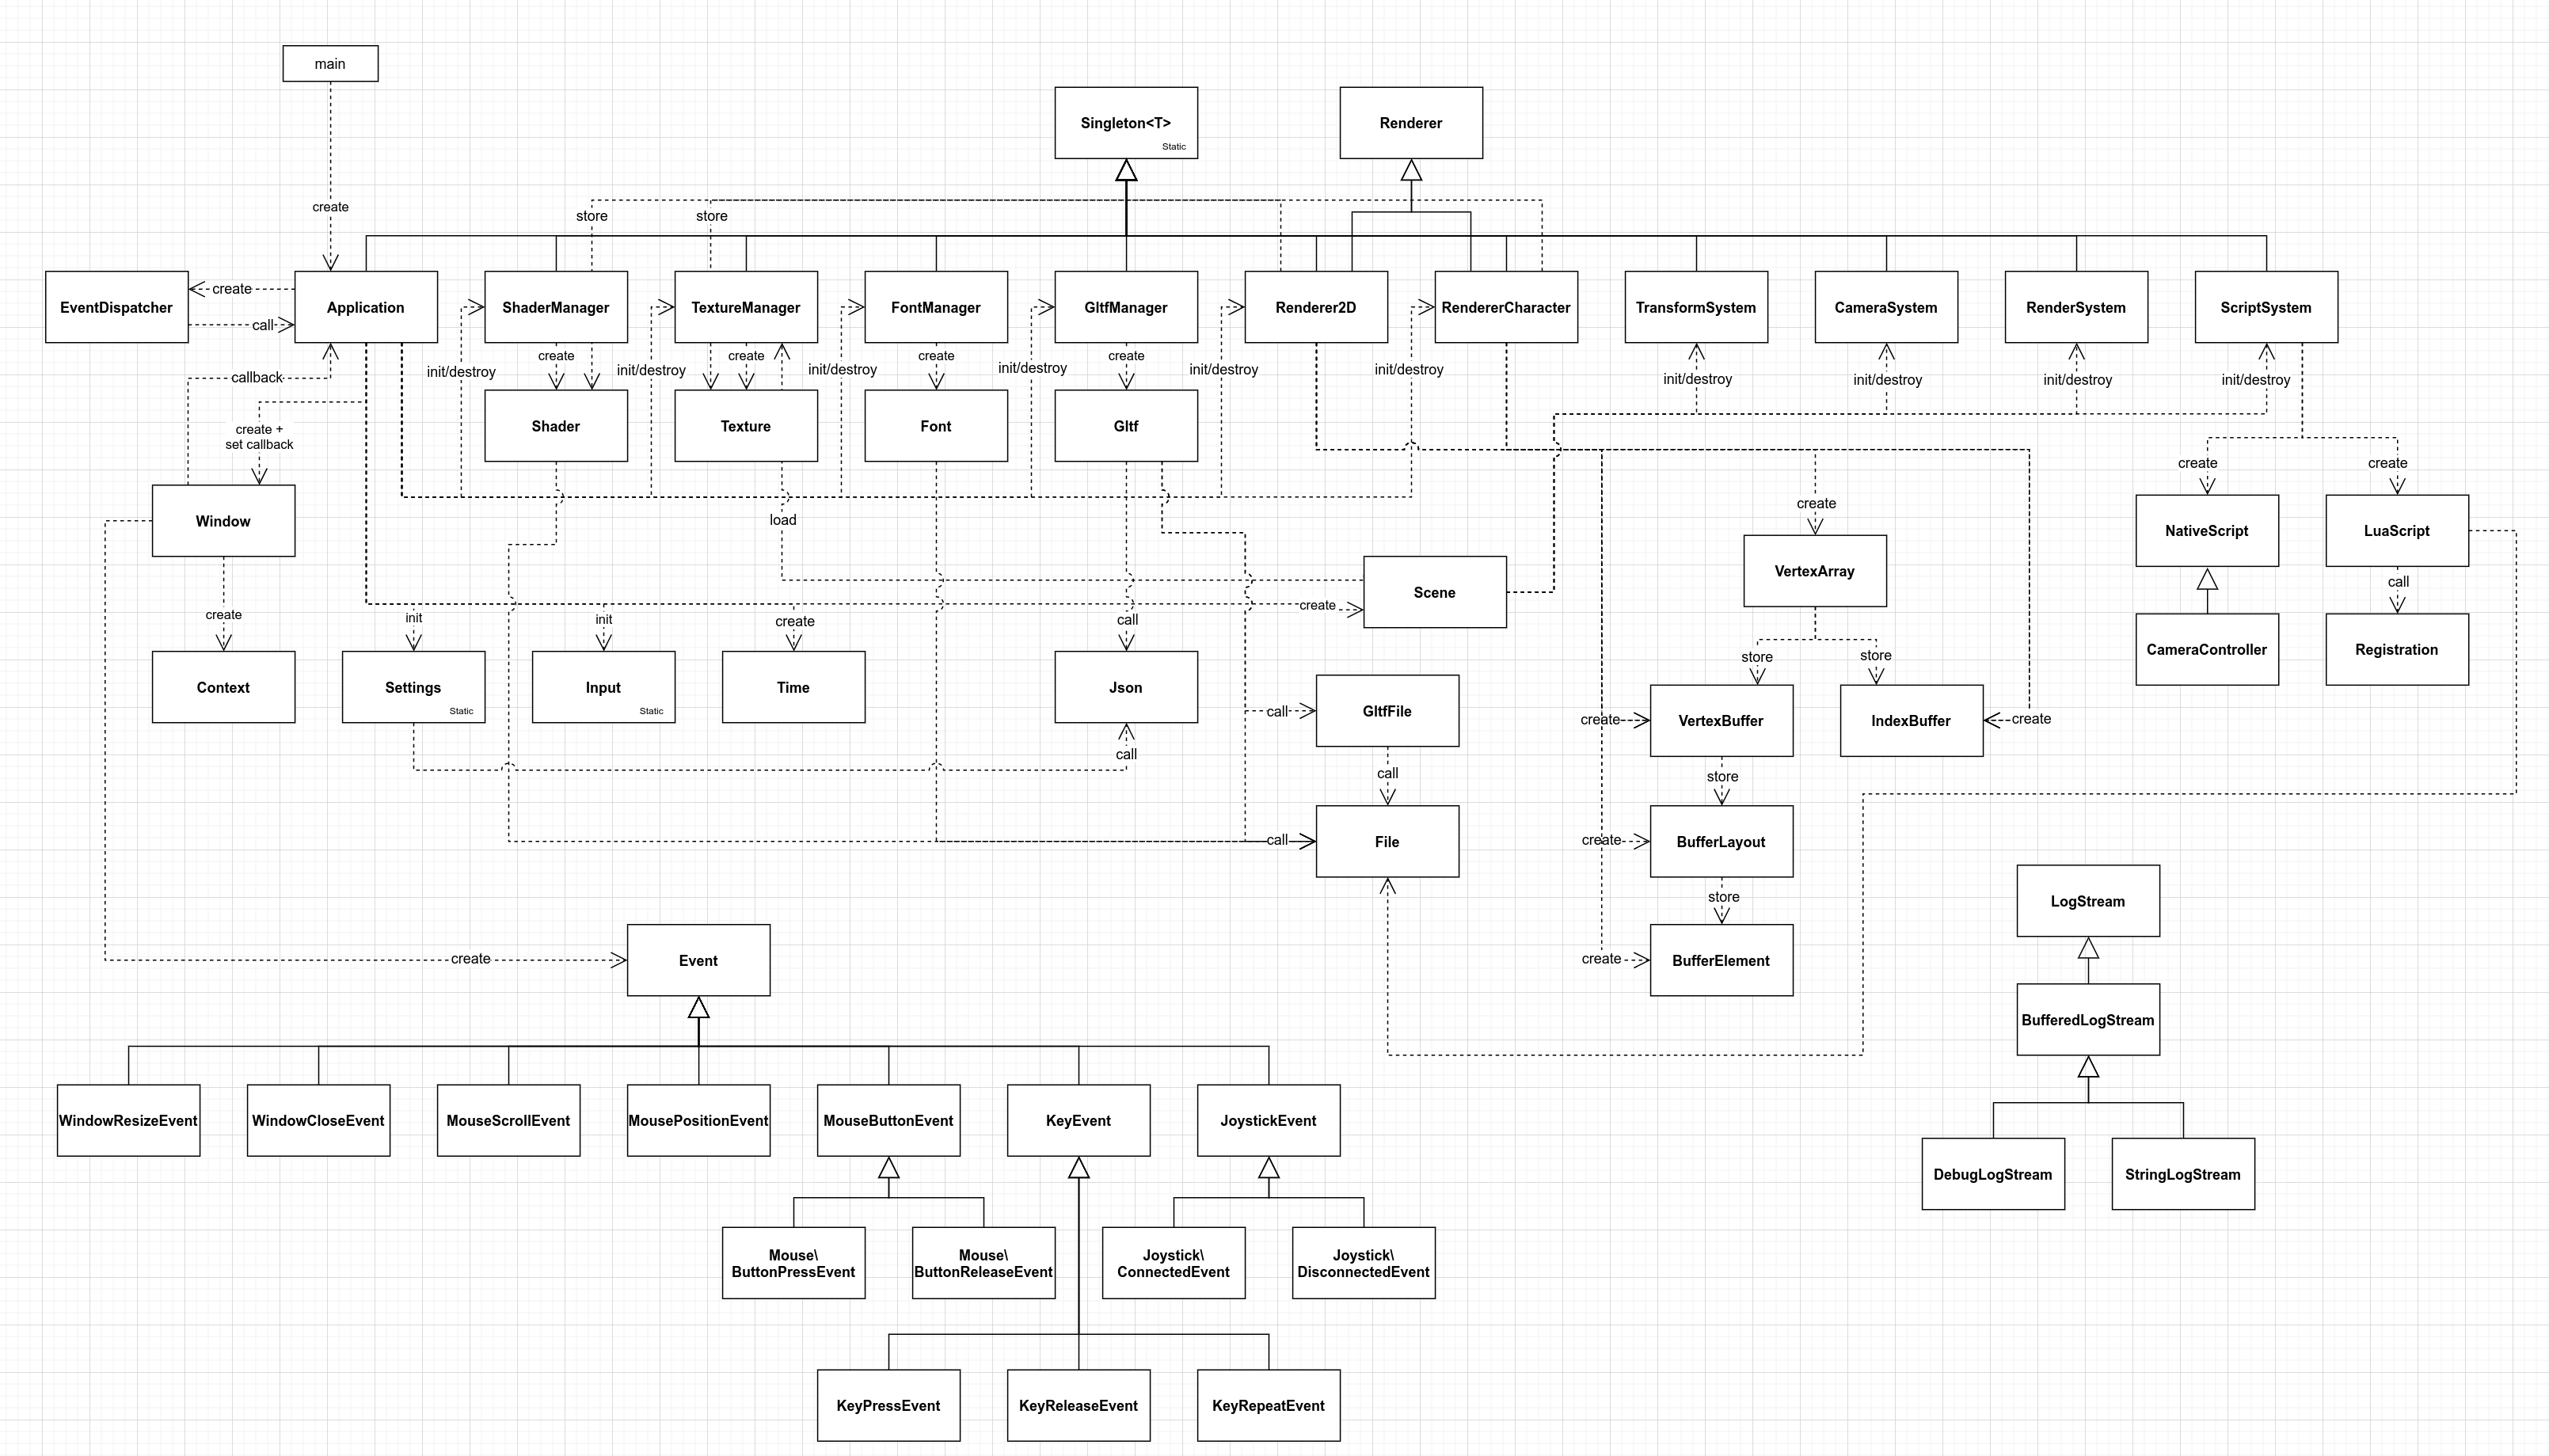 main
Singleton<T>
Static
Renderer
create
store
store
EventDispatcher
create
call
Application
ShaderManager
TextureManager
FontManager
GltfManager
Renderer2D
RendererCharacter
TransformSystem
CameraSystem
RenderSystem
ScriptSystem
callback
init/destroy
create
init/destroy
create
init/destroy
create
init/destroy
create
init/destroy
init/destroy
init/destroy
init/destroy
init/destroy
init/destroy
create +
set callback
Shader
Texture
Font
Gltf
create
create
Window
load
create
NativeScript
LuaScript
VertexArray
Scene
create
call
create
init
init
create
call
store
store
CameraController
Registration
Context
Settings
Static
Input
Static
Time
Json
call
GltfFile
create
VertexBuffer
IndexBuffer
create
call
call
store
call
File
create
BufferLayout
store
LogStream
create
Event
create
BufferElement
BufferedLogStream
WindowResizeEvent
WindowCloseEvent
MouseScrollEvent
MousePositionEvent
MouseButtonEvent
KeyEvent
JoystickEvent
DebugLogStream
StringLogStream
Mouse\
ButtonPressEvent
Mouse\
ButtonReleaseEvent
Joystick\
ConnectedEvent
Joystick\
DisconnectedEvent
KeyPressEvent
KeyReleaseEvent
KeyRepeatEvent